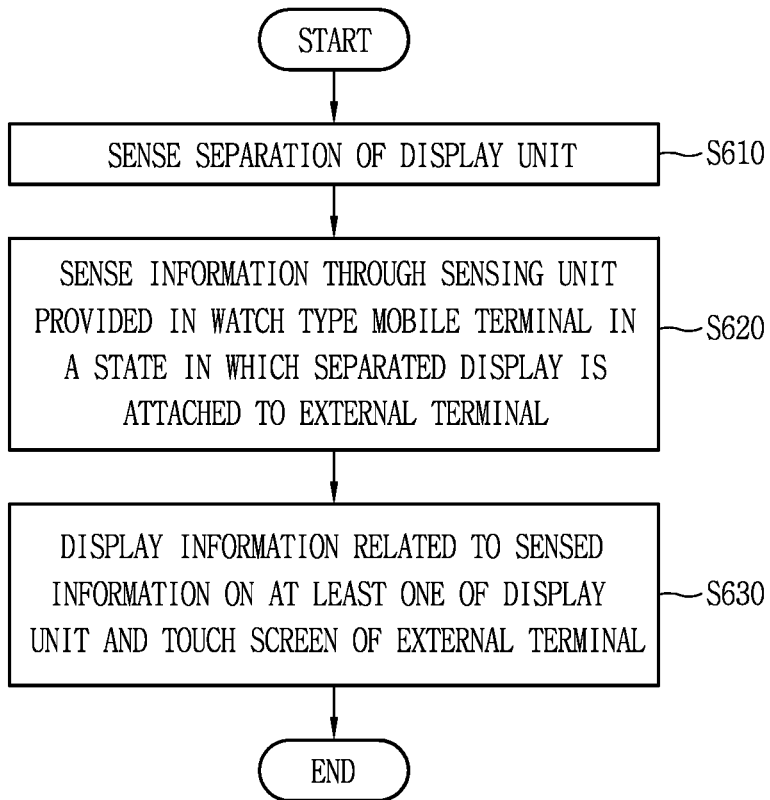 START
SENSE SEPARATION OF DISPLAY UNIT
S610
SENSE INFORMATION THROUGH SENSING UNIT
PROVIDED IN WATCH TYPE MOBILE TERMINAL IN
A STATE IN WHICH SEPARATED DISPLAY IS
ATTACHED TO EXTERNAL TERMINAL
S620
DISPLAY INFORMATION RELATED TO SENSED
INFORMATION ON AT LEAST ONE OF DISPLAY
UNIT AND TOUCH SCREEN OF EXTERNAL TERMINAL
S630
END